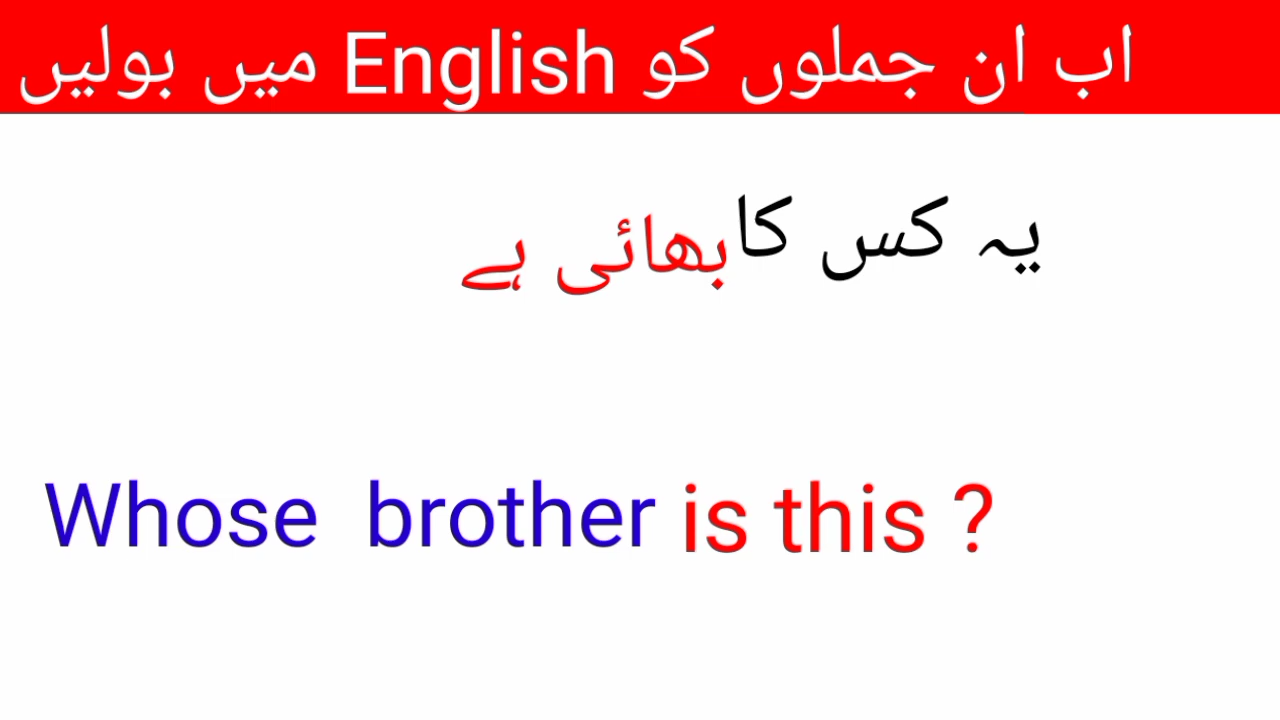 اب ان جملوں کو English میں بولیں
یہ کس کا بھائی ہے
Whose brother is this ?